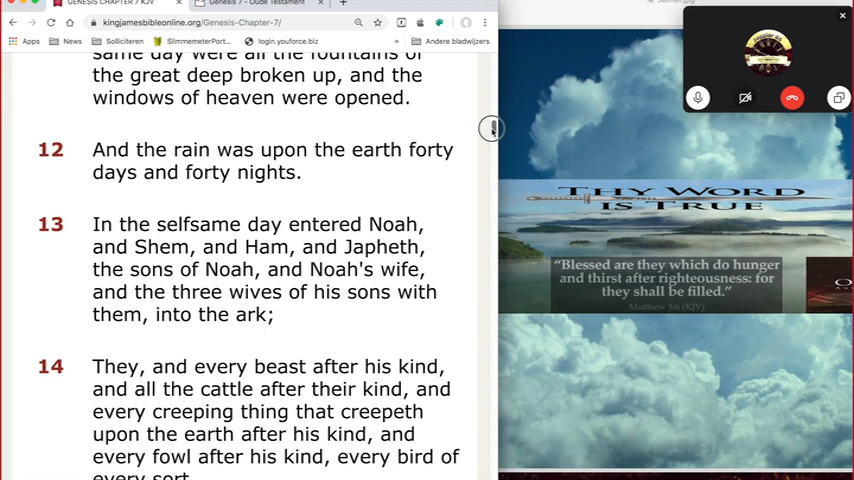 GENESIS CHAPTER 7 KJV
Genesis 7 - Oude Testament
kingjamesbibleonline.org/Genesis-Chapter-7/
Apps
News
Solliciteren
SlimmemeterPort...
login.youforce.biz
»
Andere bladwijzers
same day were all the fountains of
the great deep broken up, and the
windows of heaven were opened.
12 And the rain was upon the earth forty
days and forty nights.
13 In the selfsame day entered Noah,
and Shem, and Ham, and Japheth,
the sons of Noah, and Noah's wife,
and the three wives of his sons with
them, into the ark;
14 They, and every beast after his kind,
and all the cattle after their kind, and
every creeping thing that creepeth
upon the earth after his kind, and
every fowl after his kind, every bird of
every sort.
THY WORD
IS TRUE
"Blessed are they which do hunger
and thirst after righteousness: for
they shall be filled."
Matthew 5:6 (KJV)